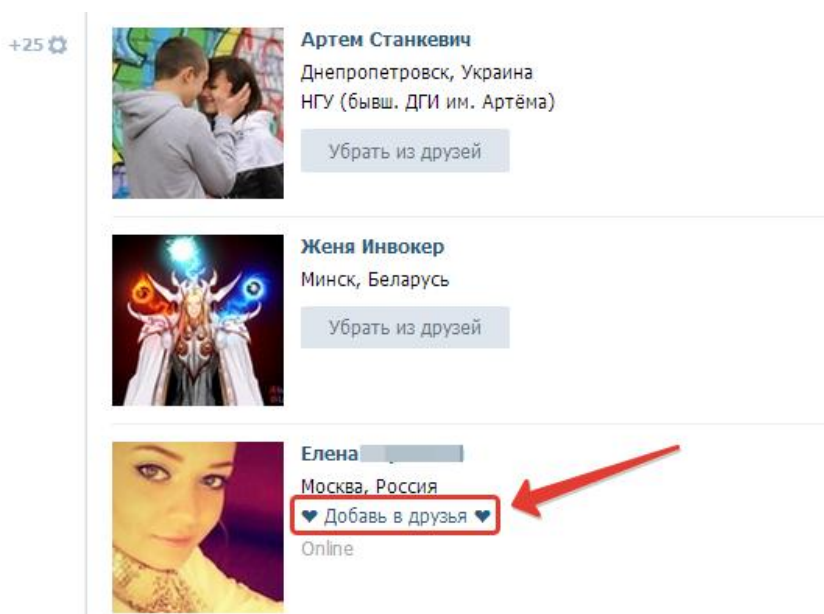 +25
Артем Станкевич
Днепропетровск, Украина
НГУ (бывш. ДГИ им. Артёма)
Убрать из друзей
Женя Инвокер
Минск, Беларусь
Убрать из друзей
Елена
Москва, Россия
❤ Добавь в друзья ❤
Online